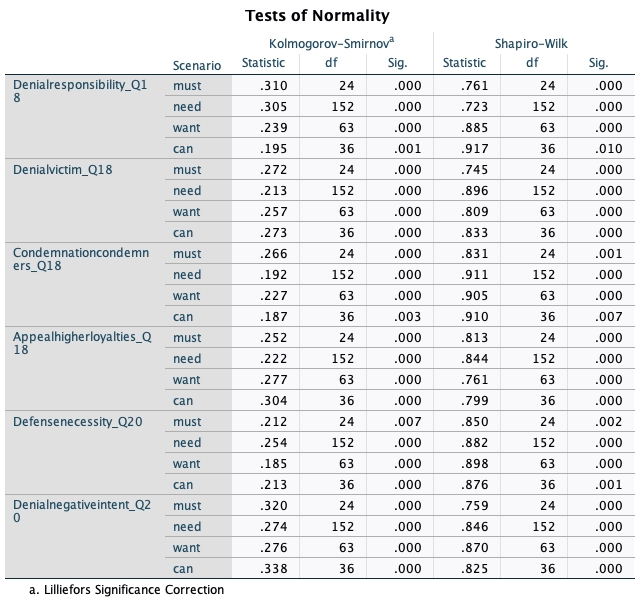 Tests of Normality
Kolmogorov-Smirnovᵃ Shapiro-Wilk
Scenario Statistic df Sig. Statistic df Sig.
Denialresponsibility_Q1
8
must .310 24 .000 .761 24 .000
need .305 152 .000 .723 152 .000
want .239 63 .000 .885 63 .000
can .195 36 .001 .917 36 .010
Denialvictim_Q18 must .272 24 .000 .745 24 .000
need .213 152 .000 .896 152 .000
want .257 63 .000 .809 63 .000
can .273 36 .000 .833 36 .000
Condemnationcondemn
ers_Q18
must .266 24 .000 .831 24 .001
need .192 152 .000 .911 152 .000
want .227 63 .000 .905 63 .000
can .187 36 .003 .910 36 .007
Appealhigherloyalties_Q
18
must .252 24 .000 .813 24 .000
need .222 152 .000 .844 152 .000
want .277 63 .000 .761 63 .000
can .304 36 .000 .799 36 .000
Defensenecessity_Q20 must .212 24 .007 .850 24 .002
need .254 152 .000 .882 152 .000
want .185 63 .000 .898 63 .000
can .213 36 .000 .876 36 .001
Denialnegativeintent_Q2
0
must .320 24 .000 .759 24 .000
need .274 152 .000 .846 152 .000
want .276 63 .000 .870 63 .000
can .338 36 .000 .825 36 .000
a. Lilliefors Significance Correction